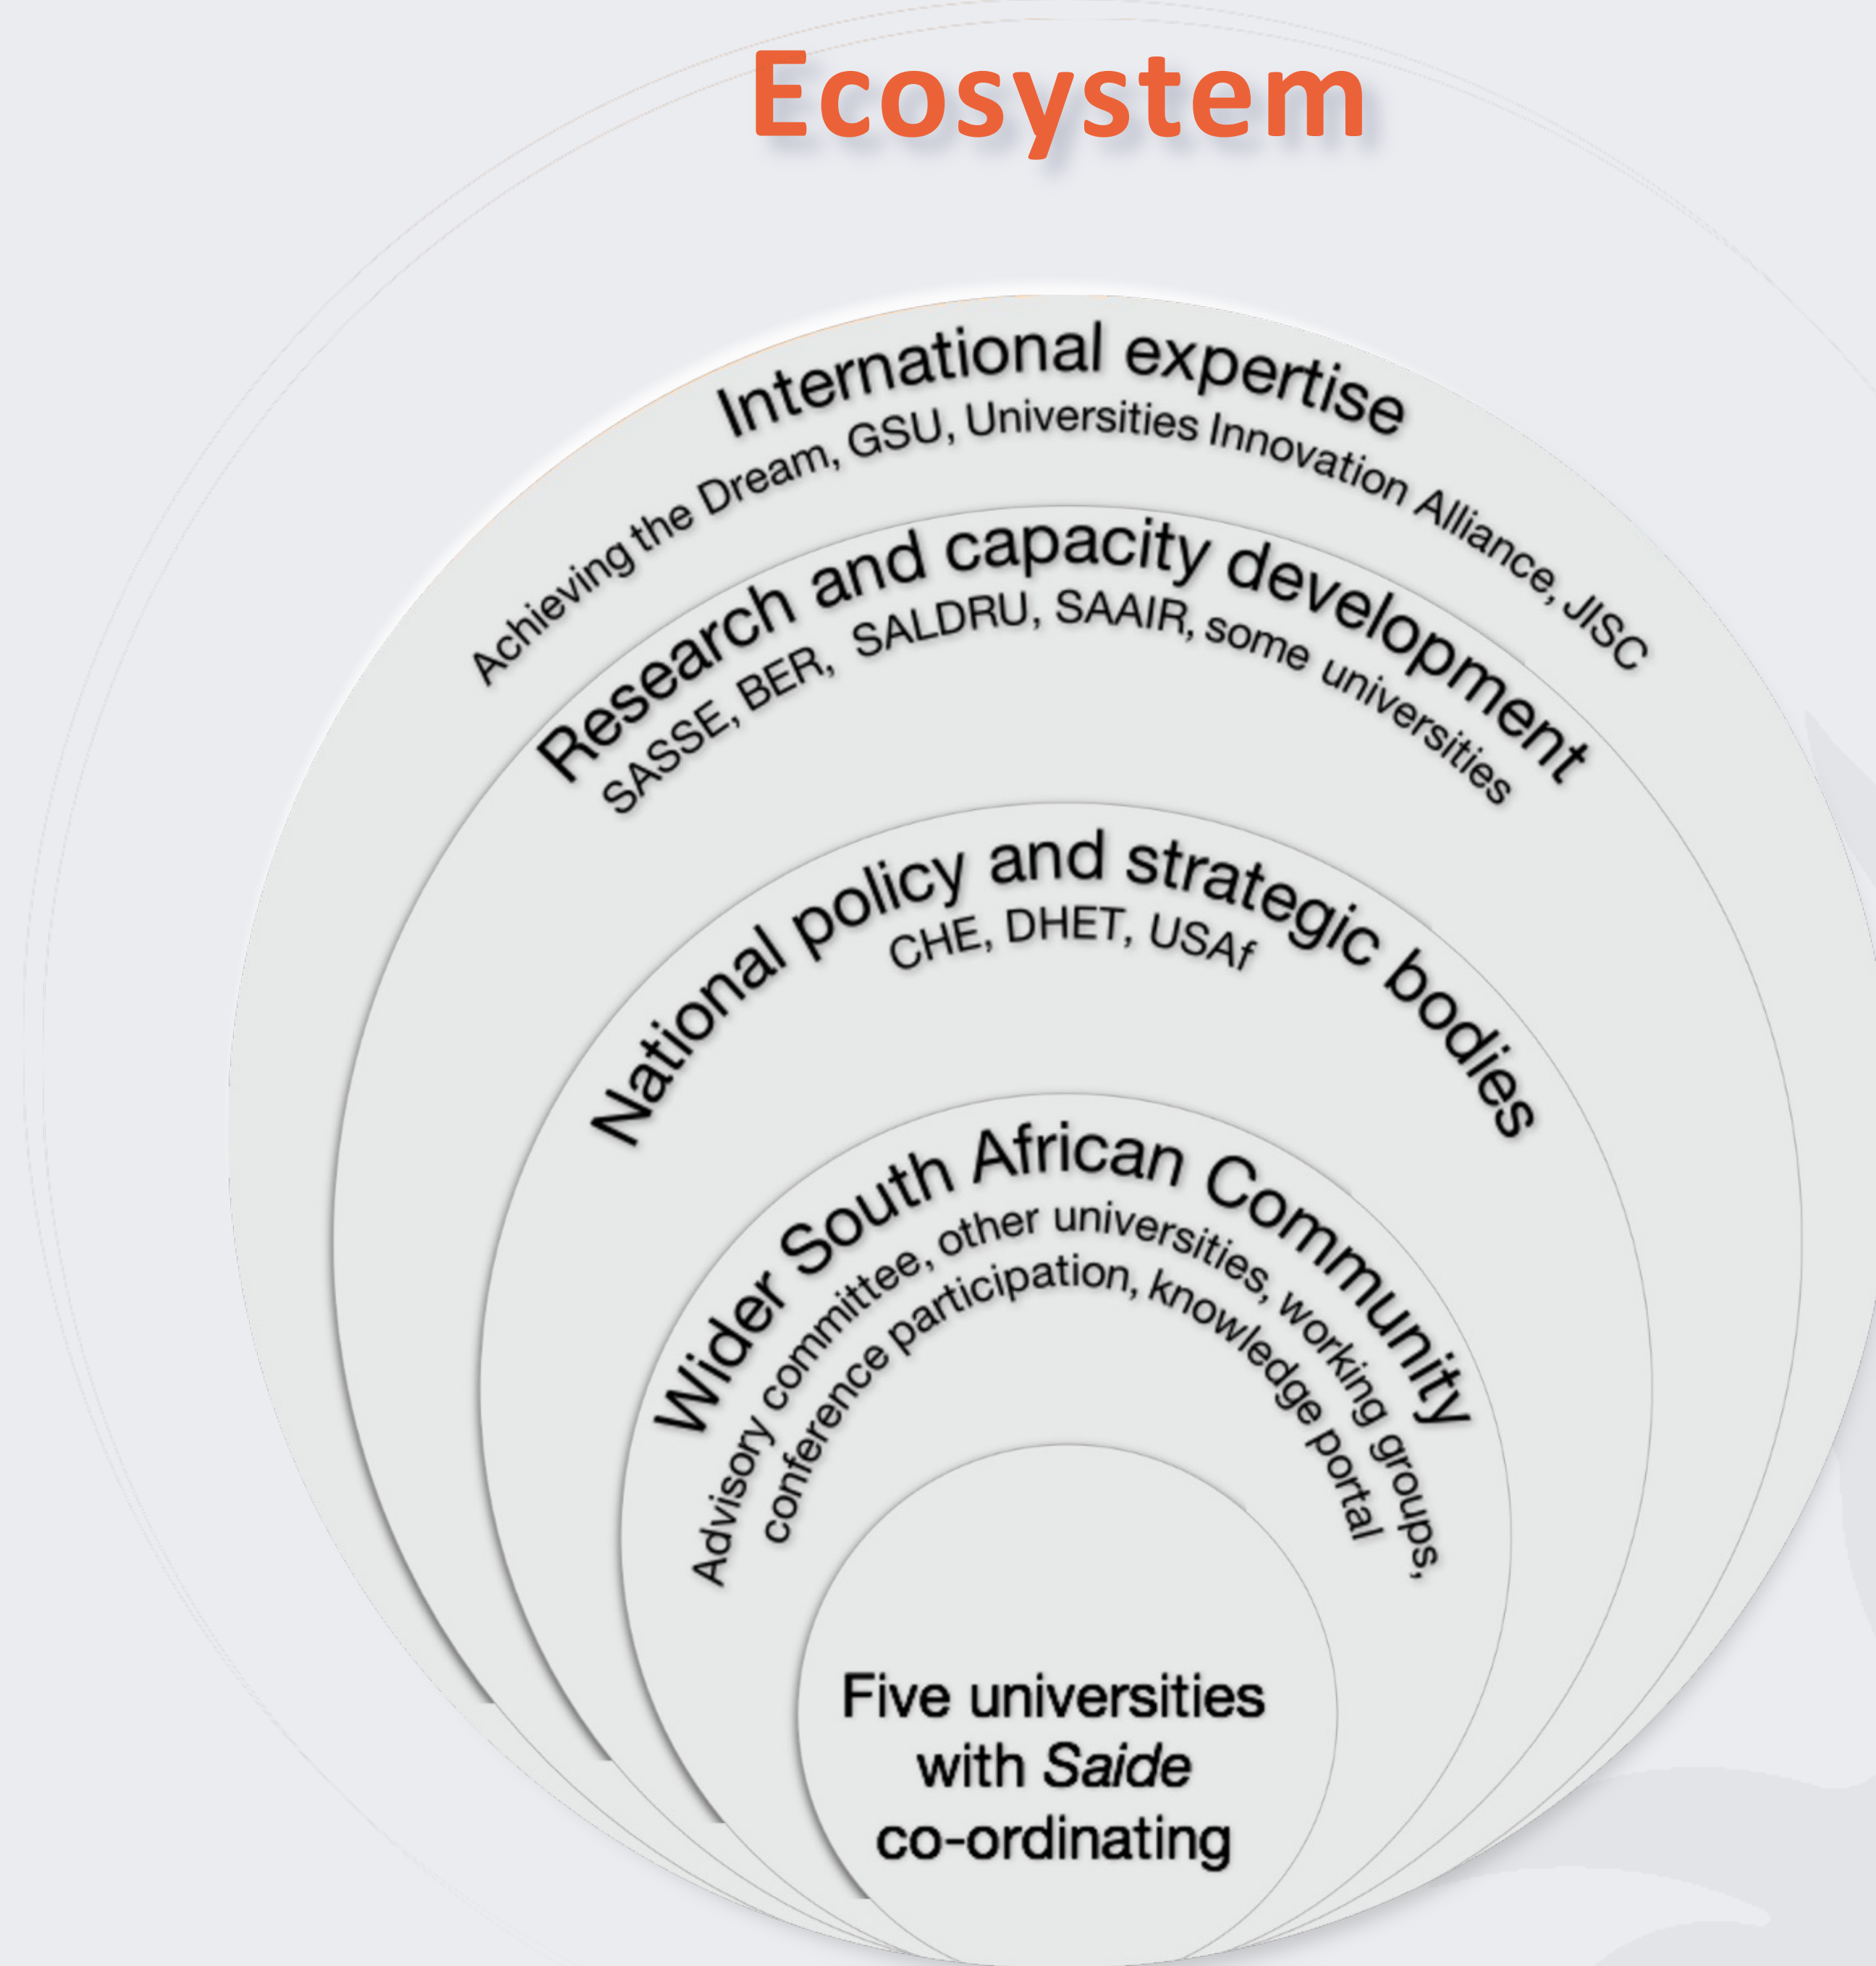 Ecosystem
International expertise
Achieving the Dream, GSU, Universities Innovation Alliance, JISC
Research and capacity development
SASSE, BER, SALDRU, SAAIR, some universities
National policy and strategic bodies
CHE, DHET, USAf
Wider South African Community
Advisory committee, other universities, working groups,
conference participation, knowledge portal
Five universities
with Saide
co-ordinating